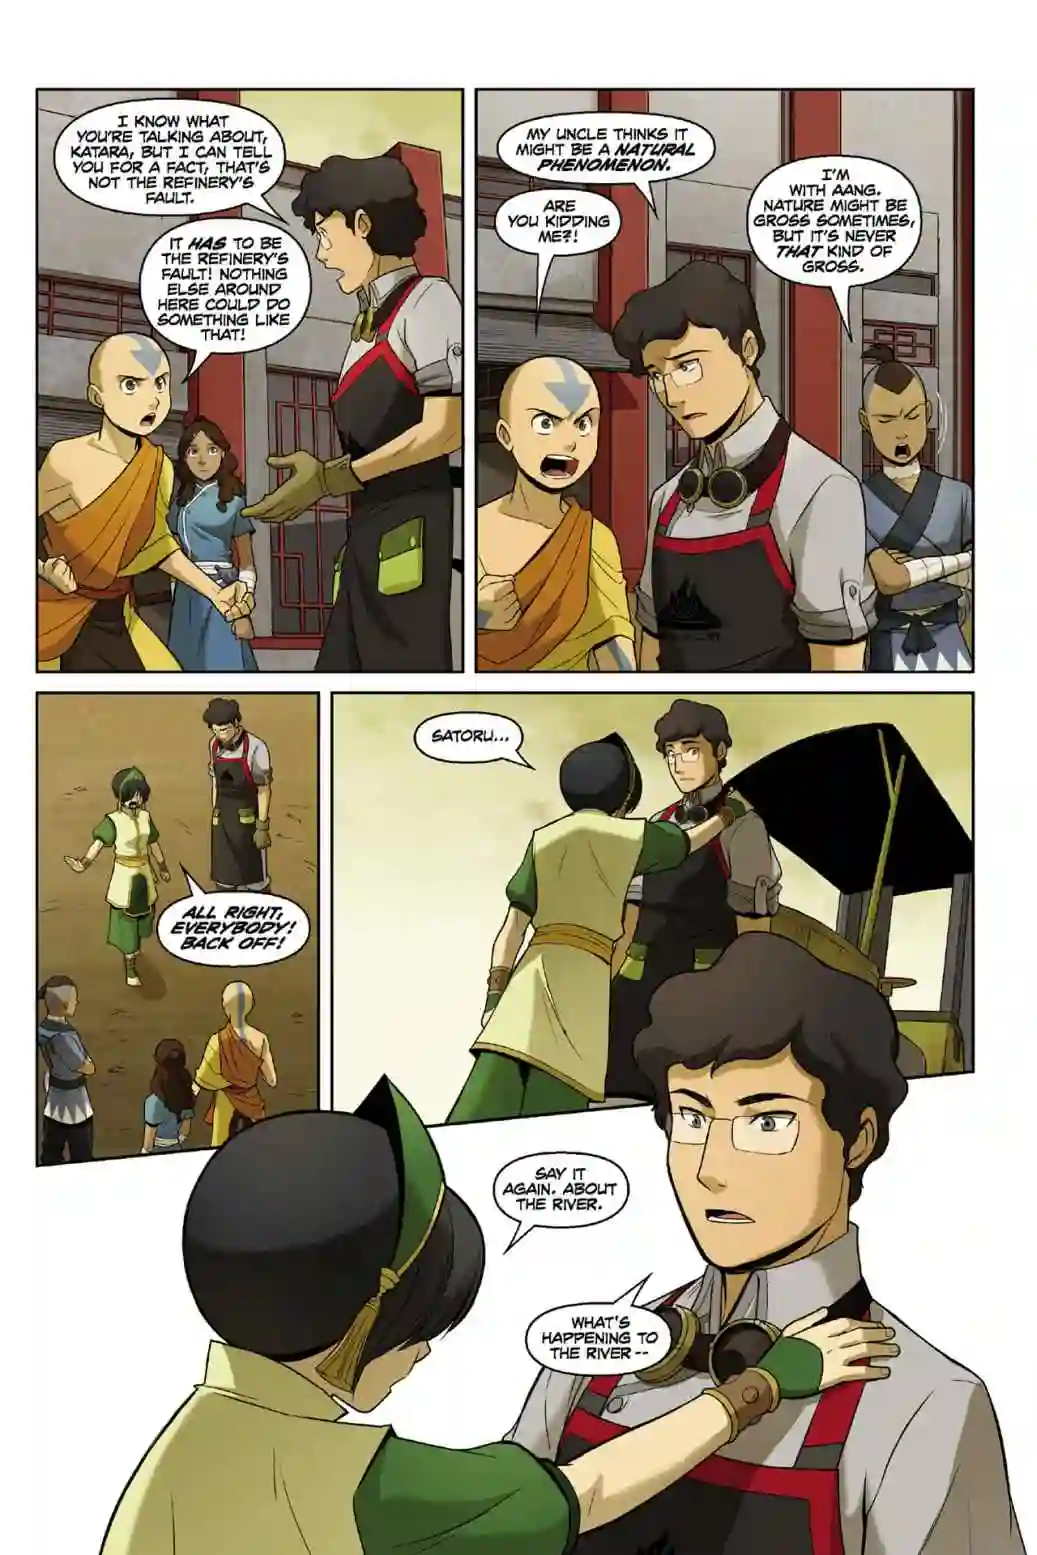 I KNOW WHAT
YOU'RE TALKING ABOUT,
KATARA, BUT I CAN TELL
YOU FOR A FACT, THAT'S
NOT THE REFINERY'S
FAULT.
IT HAS TO BE
THE REFINERY'S
FAULT! NOTHING
ELSE AROUND
HERE COULD DO
SOMETHING LIKE
THAT!
MY UNCLE THINKS IT
MIGHT BE A NATURAL
PHENOMENON.
ARE
YOU KIDDING
ME?!
I'M
WITH AANG.
NATURE MIGHT BE
GROSS SOMETIMES,
BUT IT'S NEVER
THAT KIND OF
GROSS.
ALL RIGHT,
EVERYBODY!
BACK OFF!
SATORU...
SAY IT
AGAIN. ABOUT
THE RIVER.
WHAT'S
HAPPENING TO
THE RIVER --